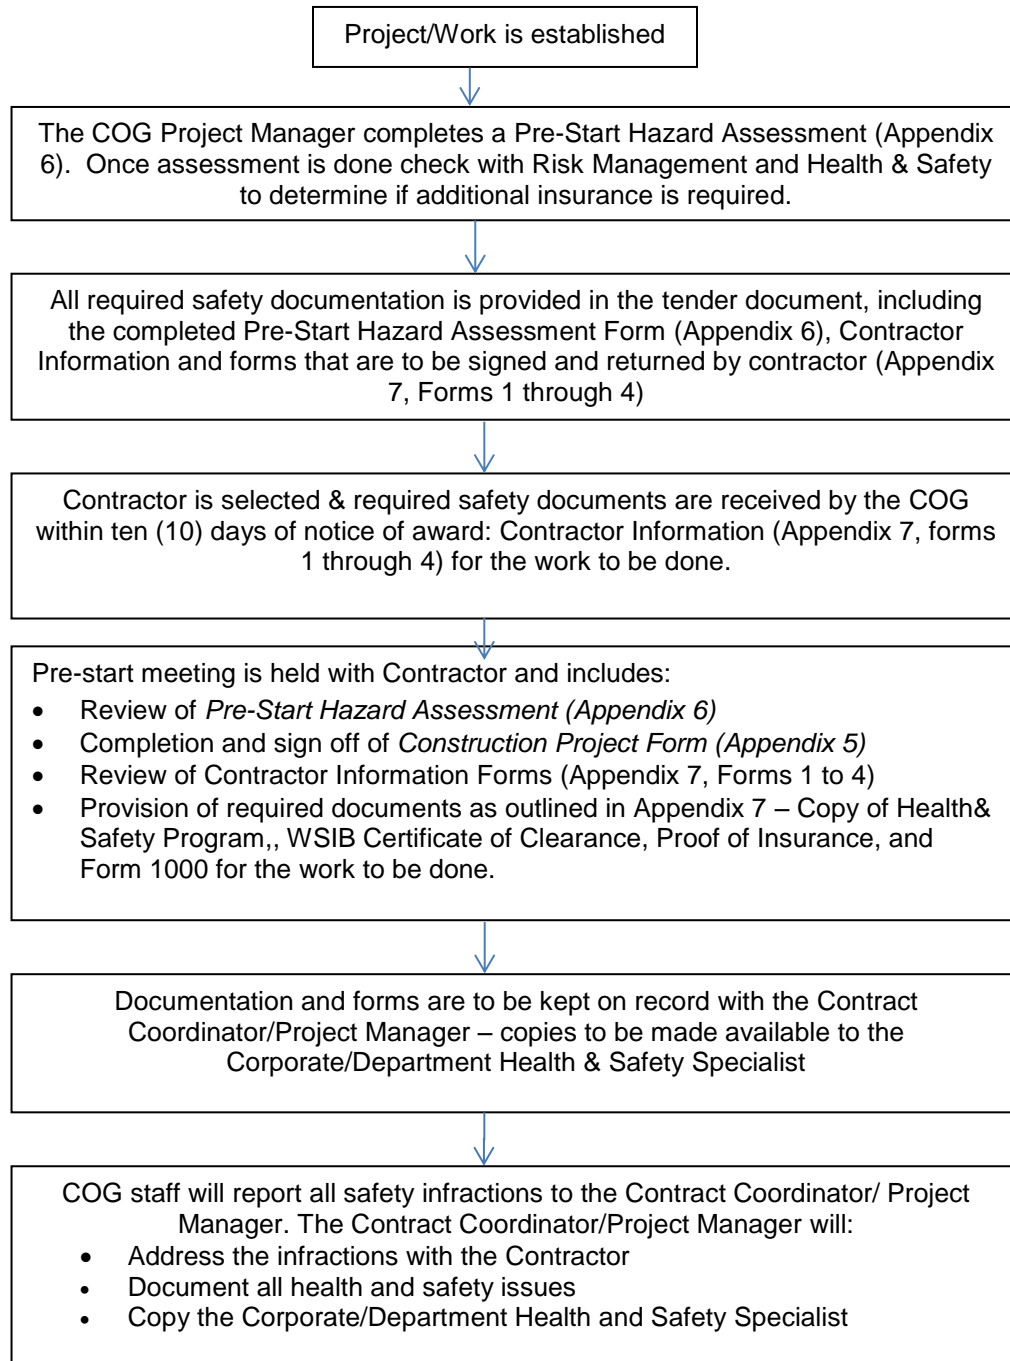 Project/Work is established
The COG Project Manager completes a Pre-Start Hazard Assessment (Appendix
6).  Once assessment is done check with Risk Management and Health & Safety
to determine if additional insurance is required.
All required safety documentation is provided in the tender document, including
the completed Pre-Start Hazard Assessment Form (Appendix 6), Contractor
Information and forms that are to be signed and returned by contractor (Appendix
7, Forms 1 through 4)
Contractor is selected & required safety documents are received by the COG
within ten (10) days of notice of award: Contractor Information (Appendix 7, forms
1 through 4) for the work to be done.
Pre-start meeting is held with Contractor and includes:
• Review of Pre-Start Hazard Assessment (Appendix 6)
• Completion and sign off of Construction Project Form (Appendix 5)
• Review of Contractor Information Forms (Appendix 7, Forms 1 to 4)
• Provision of required documents as outlined in Appendix 7 – Copy of Health&
Safety Program,, WSIB Certificate of Clearance, Proof of Insurance, and
Form 1000 for the work to be done.
Documentation and forms are to be kept on record with the Contract
Coordinator/Project Manager – copies to be made available to the
Corporate/Department Health & Safety Specialist
COG staff will report all safety infractions to the Contract Coordinator/ Project
Manager. The Contract Coordinator/Project Manager will:
• Address the infractions with the Contractor
• Document all health and safety issues
• Copy the Corporate/Department Health and Safety Specialist